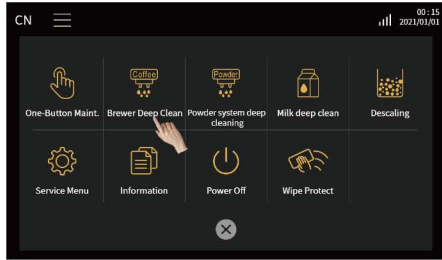 CN
00 : 15
2021/01/01
Coffee
Powder
One-Button Maint.
Brewer Deep Clean
Powder system deep
cleaning
Milk deep clean
Descaling
Service Menu
Information
Power Off
Wipe Protect